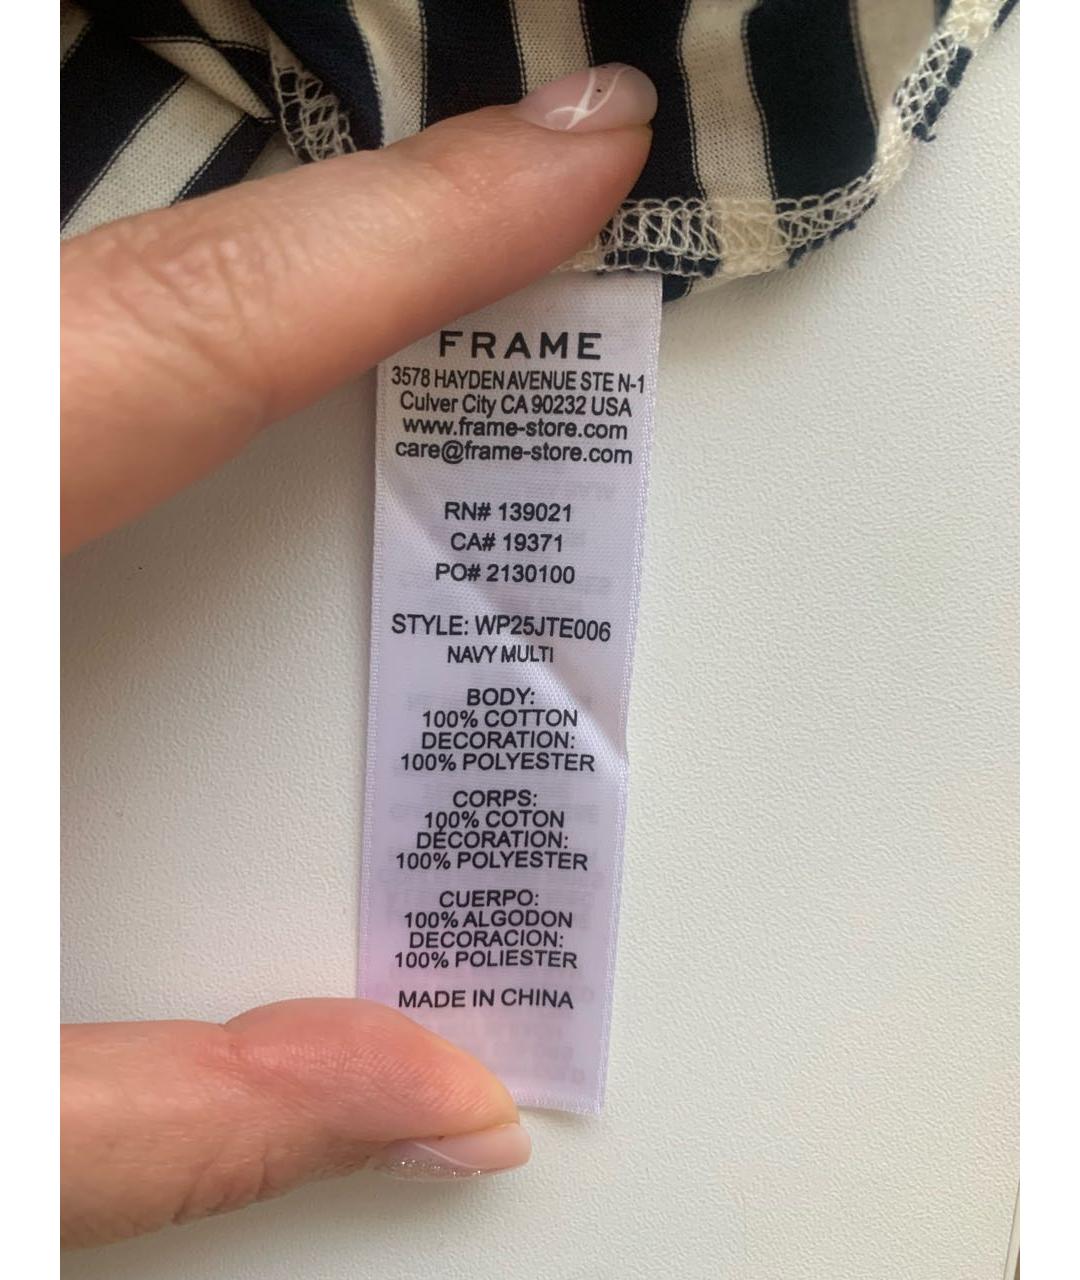 FRAME
3578 HAYDEN AVENUE STE N-1
Culver City CA 90232 USA
www.frame-store.com
care@frame-store.com
RN# 139021
CA# 19371
PO# 2130100
STYLE: WP25JTE006
NAVY MULTI
BODY:
100% COTTON
DECORATION:
100% POLYESTER
CORPS:
100% COTON
DÉCORATION:
100% POLYESTER
CUERPO:
100% ALGODON
DECORACION:
100% POLIESTER
MADE IN CHINA